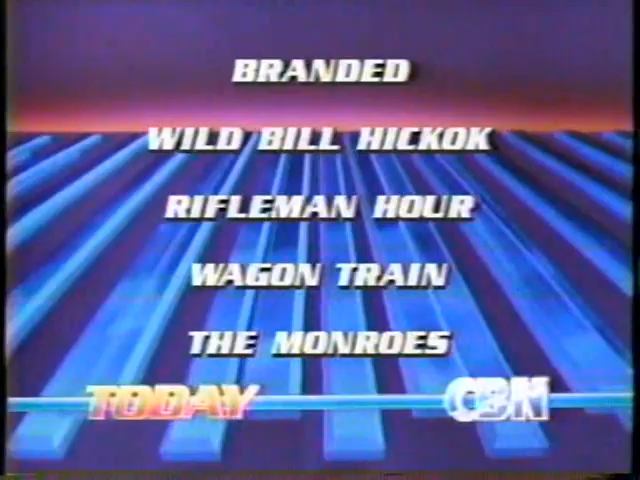 BRANDED
WILD BILL HICKOK
RIFLEMAN HOUR
WAGON TRAIN
THE MONROES
TODAY CBN